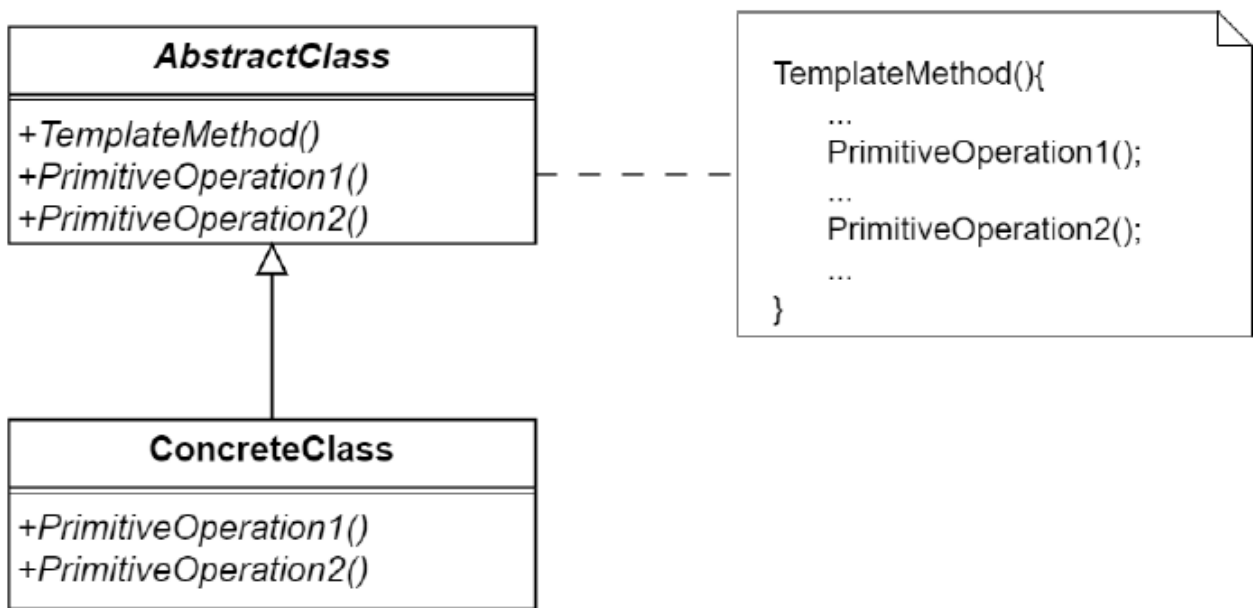 AbstractClass
+TemplateMethod()
+PrimitiveOperation1()
+PrimitiveOperation2()
TemplateMethod(){
...
PrimitiveOperation1();
...
PrimitiveOperation2();
...
}
ConcreteClass
+PrimitiveOperation1()
+PrimitiveOperation2()